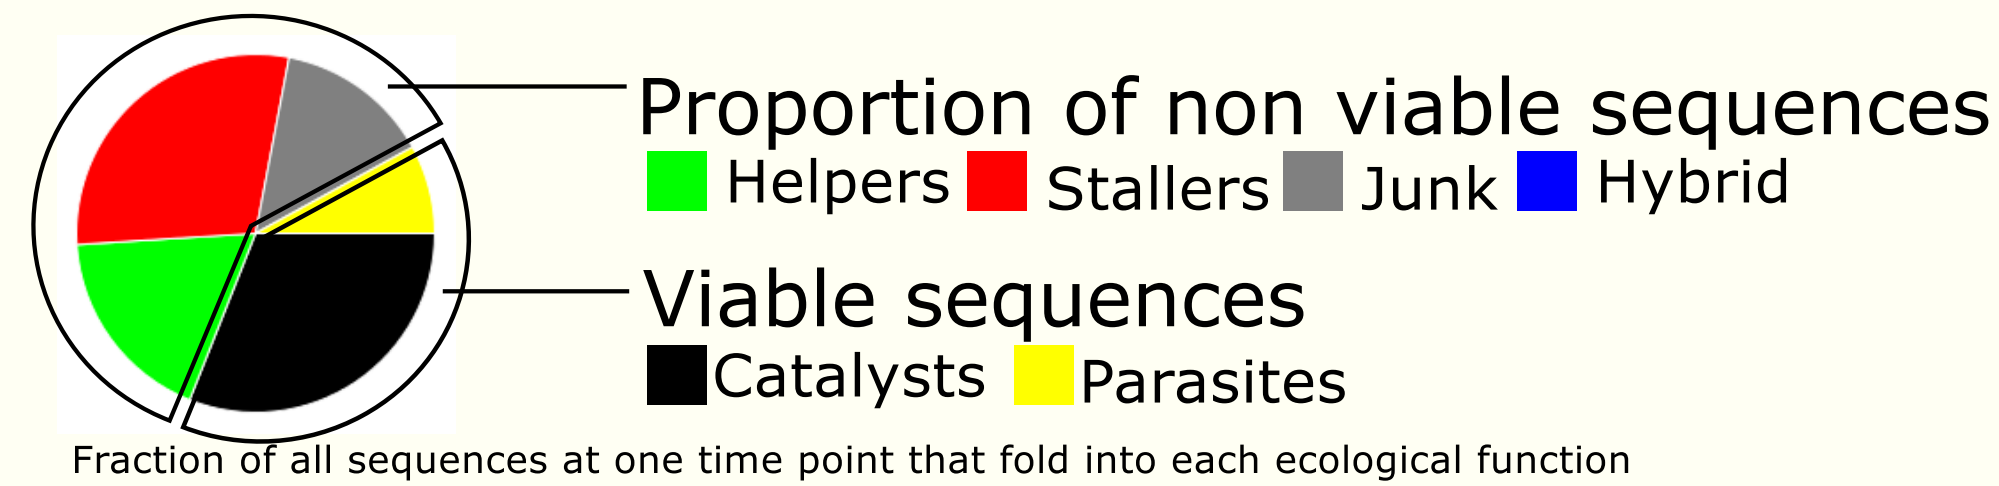 Proportion of non viable sequences
Helpers Stallers Junk Hybrid
Viable sequences
Catalysts Parasites
Fraction of all sequences at one time point that fold into each ecological function